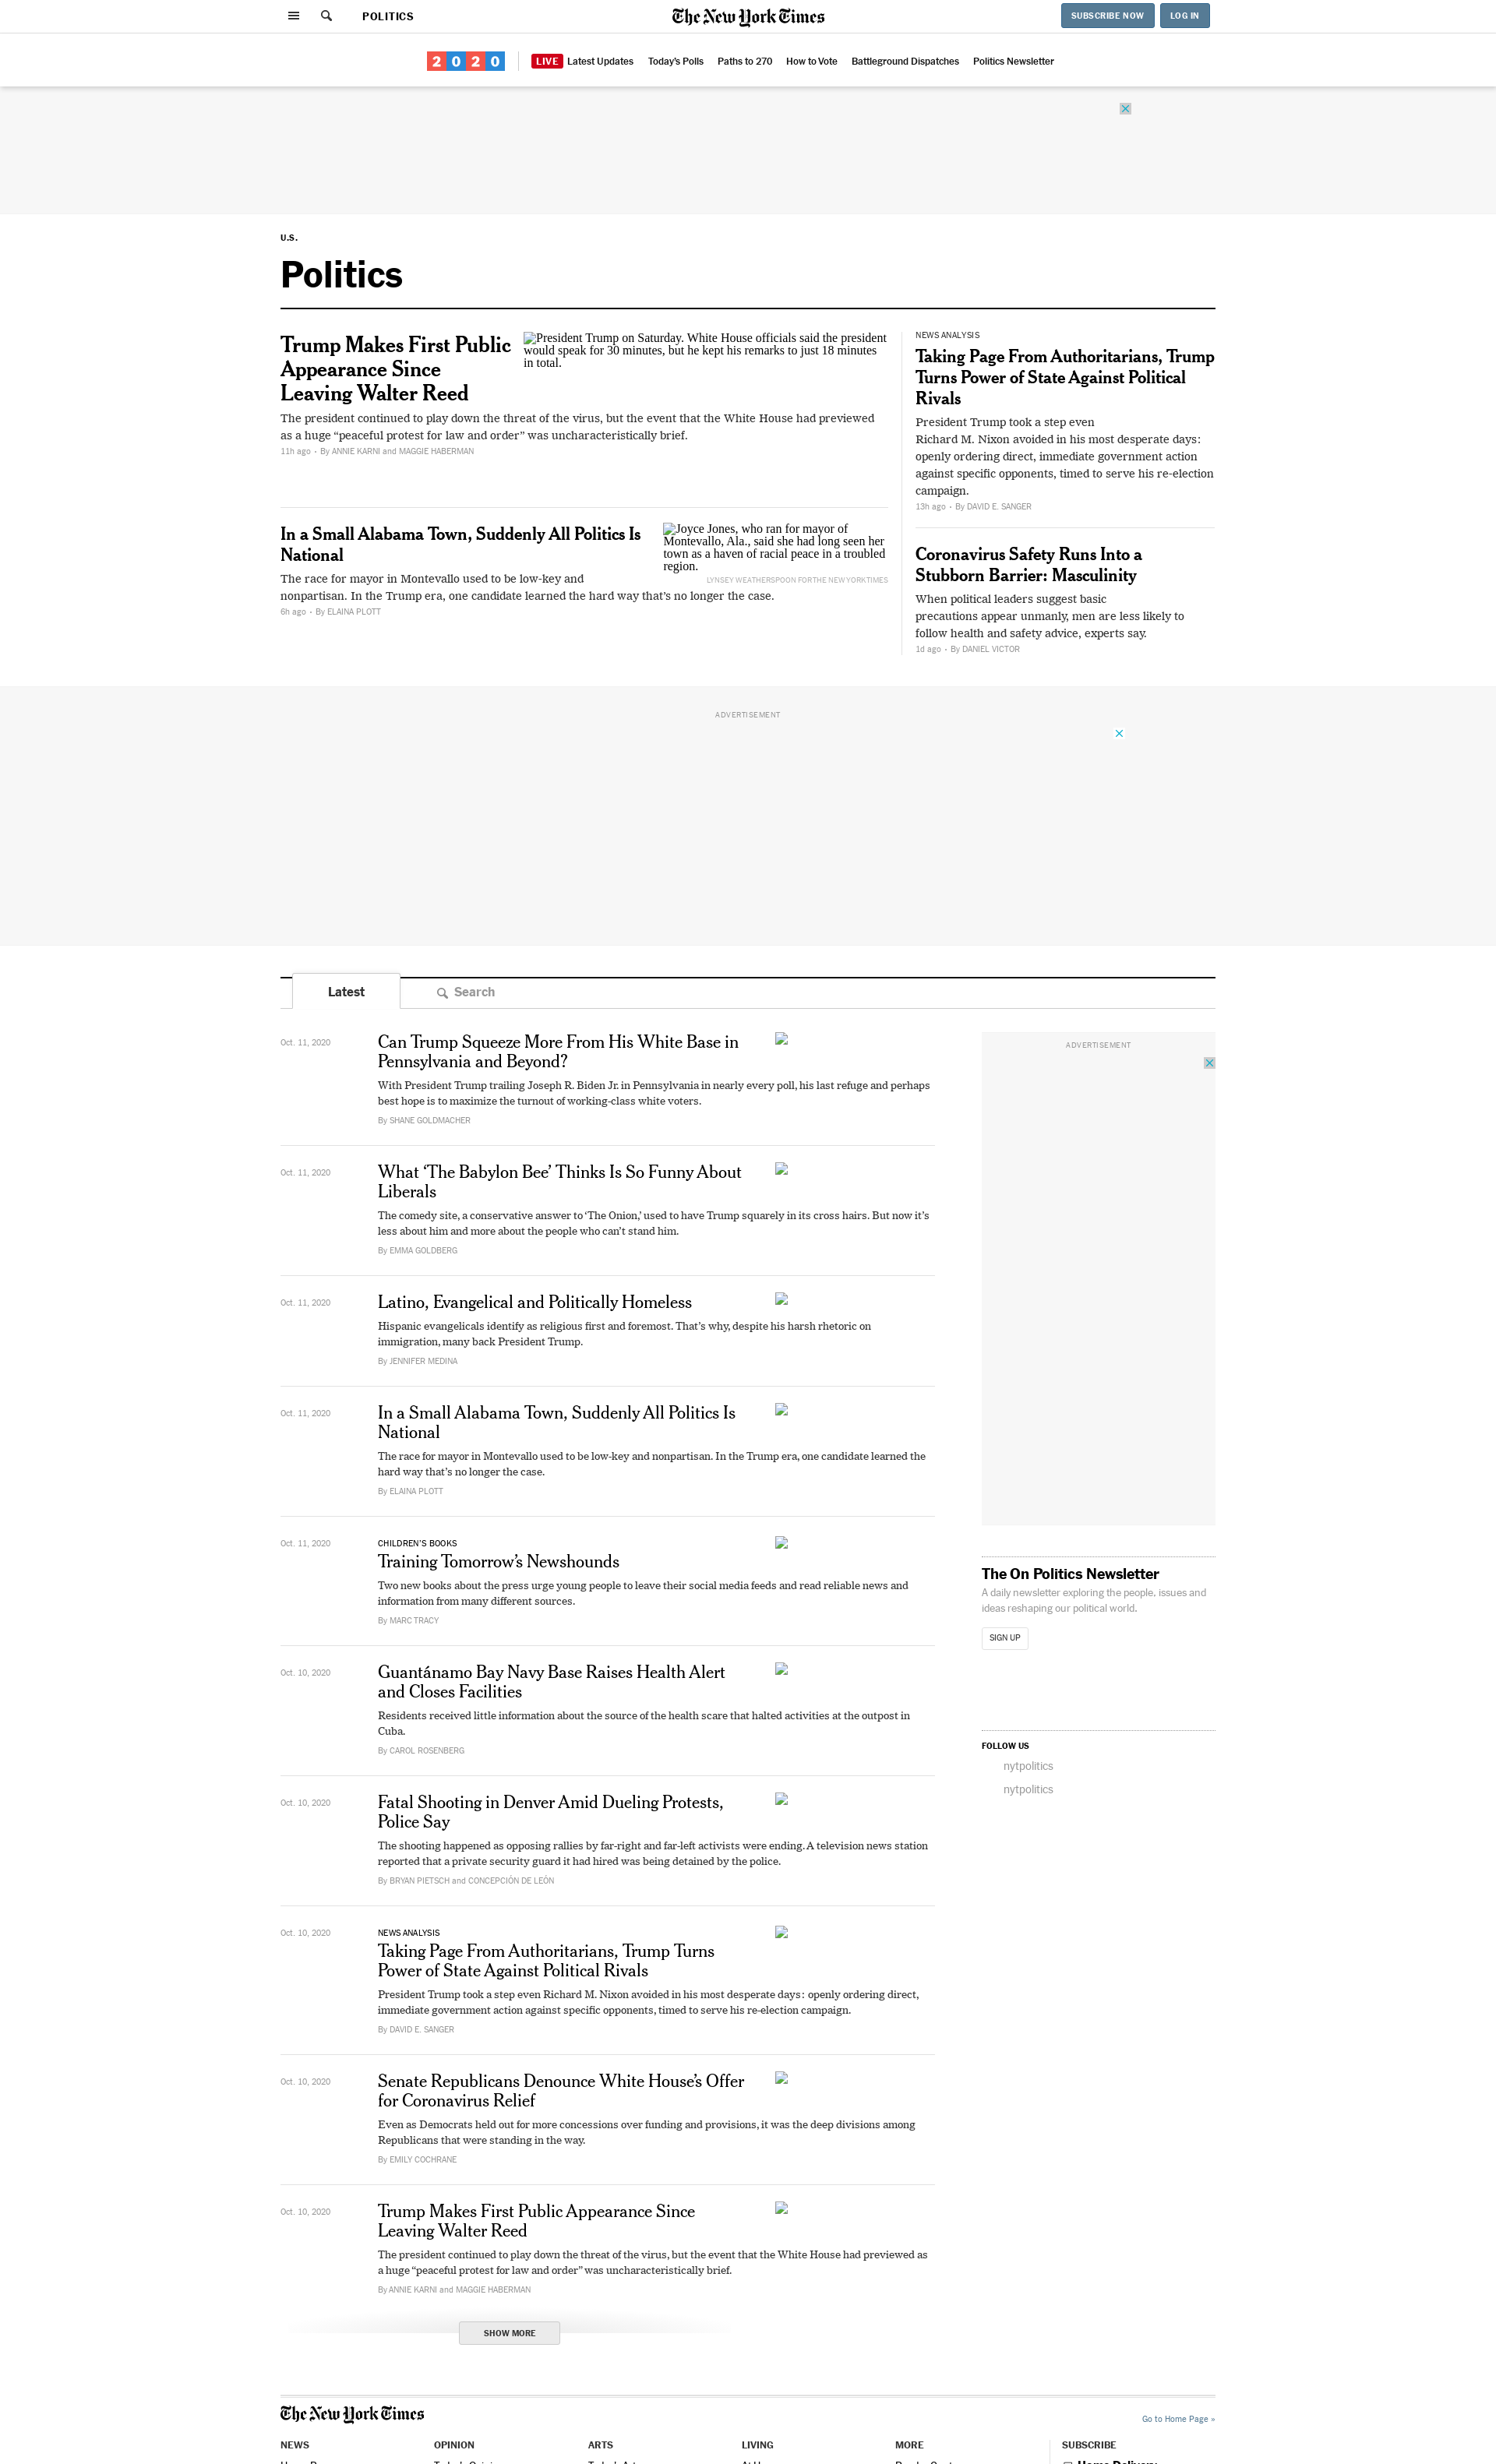 POLITICS
The New York Times
SUBSCRIBE NOW
LOG IN
2020
LIVE Latest Updates
Today's Polls
Paths to 270
How to Vote
Battleground Dispatches
Politics Newsletter
U.S.
Politics
Trump Makes First Public
Appearance Since
Leaving Walter Reed
President Trump on Saturday. White House officials said the president
would speak for 30 minutes, but he kept his remarks to just 18 minutes
in total.
The president continued to play down the threat of the virus, but the event that the White House had previewed
as a huge “peaceful protest for law and order” was uncharacteristically brief.
11h ago • By ANNIE KARNI and MAGGIE HABERMAN
In a Small Alabama Town, Suddenly All Politics Is
National
Joyce Jones, who ran for mayor of
Montevallo, Ala., said she had long seen her
town as a haven of racial peace in a troubled
region.
LYNSEY WEATHERSPOON FOR THE NEW YORK TIMES
The race for mayor in Montevallo used to be low-key and
nonpartisan. In the Trump era, one candidate learned the hard way that’s no longer the case.
6h ago • By ELAINA PLOTT
NEWS ANALYSIS
Taking Page From Authoritarians, Trump
Turns Power of State Against Political
Rivals
President Trump took a step even
Richard M. Nixon avoided in his most desperate days:
openly ordering direct, immediate government action
against specific opponents, timed to serve his re-election
campaign.
13h ago • By DAVID E. SANGER
Coronavirus Safety Runs Into a
Stubborn Barrier: Masculinity
When political leaders suggest basic
precautions appear unmanly, men are less likely to
follow health and safety advice, experts say.
1d ago • By DANIEL VICTOR
ADVERTISEMENT
Latest
Search
Oct. 11, 2020
Can Trump Squeeze More From His White Base in
Pennsylvania and Beyond?
With President Trump trailing Joseph R. Biden Jr. in Pennsylvania in nearly every poll, his last refuge and perhaps
best hope is to maximize the turnout of working-class white voters.
By SHANE GOLDMACHER
Oct. 11, 2020
What ‘The Babylon Bee’ Thinks Is So Funny About
Liberals
The comedy site, a conservative answer to ‘The Onion,’ used to have Trump squarely in its cross hairs. But now it’s
less about him and more about the people who can’t stand him.
By EMMA GOLDBERG
Oct. 11, 2020
Latino, Evangelical and Politically Homeless
Hispanic evangelicals identify as religious first and foremost. That’s why, despite his harsh rhetoric on
immigration, many back President Trump.
By JENNIFER MEDINA
Oct. 11, 2020
In a Small Alabama Town, Suddenly All Politics Is
National
The race for mayor in Montevallo used to be low-key and nonpartisan. In the Trump era, one candidate learned the
hard way that’s no longer the case.
By ELAINA PLOTT
Oct. 11, 2020
CHILDREN’S BOOKS
Training Tomorrow’s Newshounds
Two new books about the press urge young people to leave their social media feeds and read reliable news and
information from many different sources.
By MARC TRACY
Oct. 10, 2020
Guantánamo Bay Navy Base Raises Health Alert
and Closes Facilities
Residents received little information about the source of the health scare that halted activities at the outpost in
Cuba.
By CAROL ROSENBERG
Oct. 10, 2020
Fatal Shooting in Denver Amid Dueling Protests,
Police Say
The shooting happened as opposing rallies by far-right and far-left activists were ending. A television news station
reported that a private security guard it had hired was being detained by the police.
By BRYAN PIETSCH and CONCEPCIÓN DE LEÓN
Oct. 10, 2020
NEWS ANALYSIS
Taking Page From Authoritarians, Trump Turns
Power of State Against Political Rivals
President Trump took a step even Richard M. Nixon avoided in his most desperate days: openly ordering direct,
immediate government action against specific opponents, timed to serve his re-election campaign.
By DAVID E. SANGER
Oct. 10, 2020
Senate Republicans Denounce White House’s Offer
for Coronavirus Relief
Even as Democrats held out for more concessions over funding and provisions, it was the deep divisions among
Republicans that were standing in the way.
By EMILY COCHRANE
Oct. 10, 2020
Trump Makes First Public Appearance Since
Leaving Walter Reed
The president continued to play down the threat of the virus, but the event that the White House had previewed as
a huge “peaceful protest for law and order” was uncharacteristically brief.
By ANNIE KARNI and MAGGIE HABERMAN
SHOW MORE
ADVERTISEMENT
The On Politics Newsletter
A daily newsletter exploring the people, issues and
ideas reshaping our political world.
SIGN UP
FOLLOW US
nytpolitics
nytpolitics
The New York Times
Go to Home Page »
NEWS
OPINION
ARTS
LIVING
MORE
SUBSCRIBE